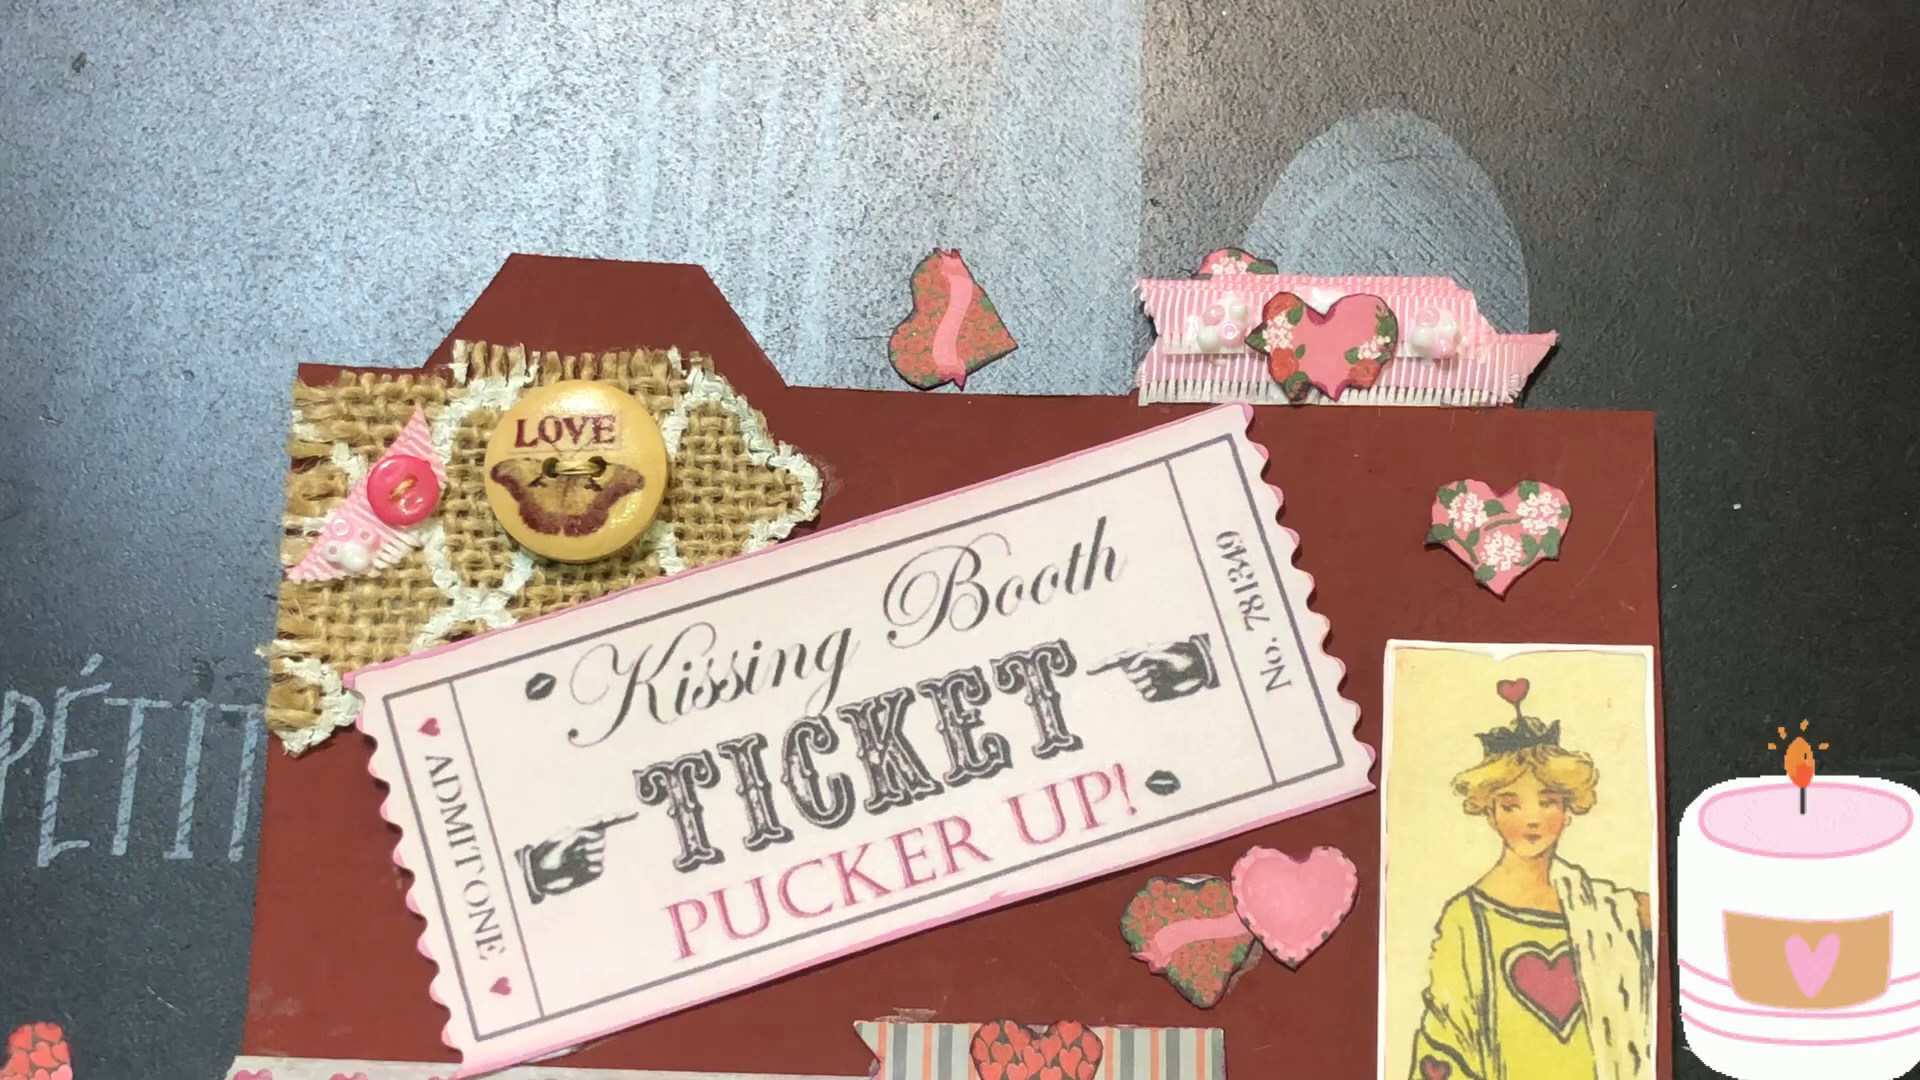 LOVE
Kissing Booth
TICKET
PUCKER UP!
ADMIT ONE
No. 781349
PÉTIT